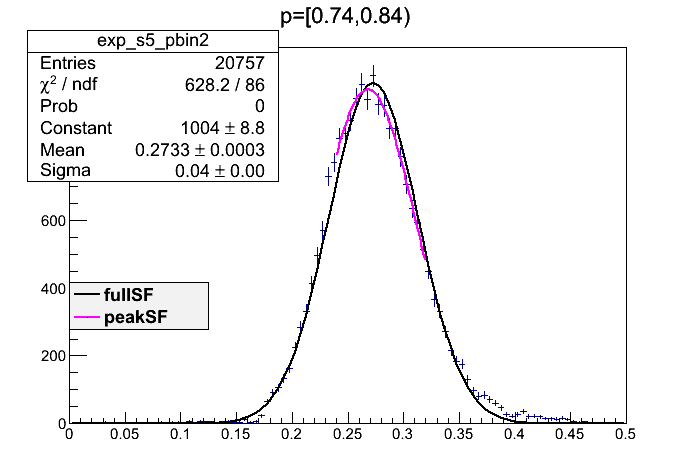 p=[0.74,0.84)
exp_s5_pbin2
Entries 20757
χ² / ndf 628.2 / 86
Prob 0
Constant 1004 ± 8.8
Mean 0.2733 ± 0.0003
Sigma 0.04 ± 0.00
600
400
fullSF
peakSF
200
0
0 0.05 0.1 0.15 0.2 0.25 0.3 0.35 0.4 0.45 0.5